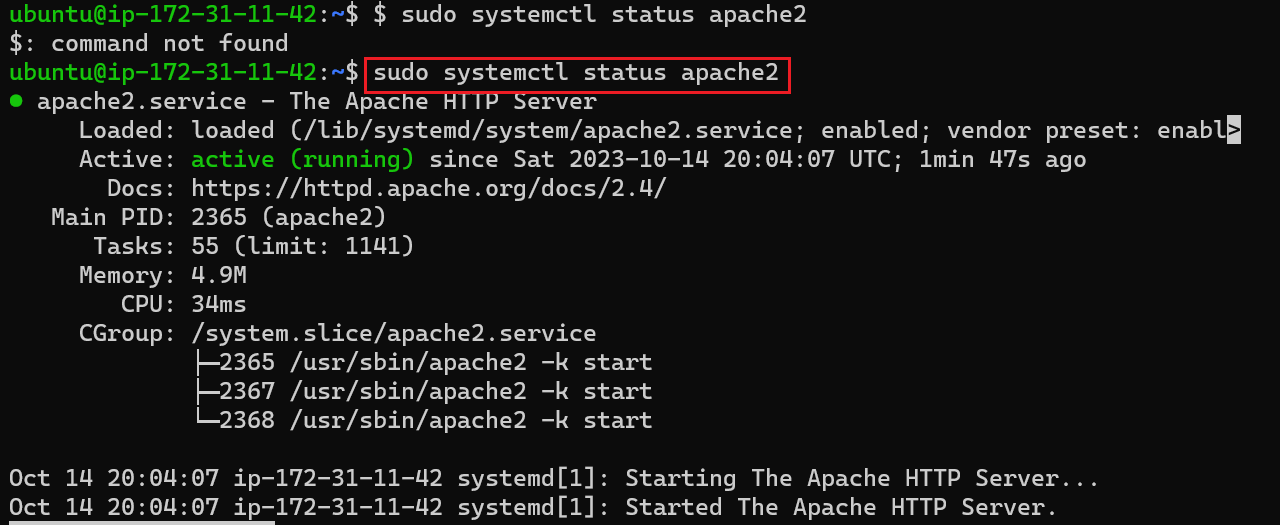 ubuntu@ip-172-31-11-42:~$ $ sudo systemctl status apache2
$: command not found
ubuntu@ip-172-31-11-42:~$ sudo systemctl status apache2
● apache2.service - The Apache HTTP Server
     Loaded: loaded (/lib/systemd/system/apache2.service; enabled; vendor preset: enabl>
     Active: active (running) since Sat 2023-10-14 20:04:07 UTC; 1min 47s ago
       Docs: https://httpd.apache.org/docs/2.4/
   Main PID: 2365 (apache2)
      Tasks: 55 (limit: 1141)
     Memory: 4.9M
        CPU: 34ms
     CGroup: /system.slice/apache2.service
             ├─2365 /usr/sbin/apache2 -k start
             ├─2367 /usr/sbin/apache2 -k start
             └─2368 /usr/sbin/apache2 -k start
Oct 14 20:04:07 ip-172-31-11-42 systemd[1]: Starting The Apache HTTP Server...
Oct 14 20:04:07 ip-172-31-11-42 systemd[1]: Started The Apache HTTP Server.